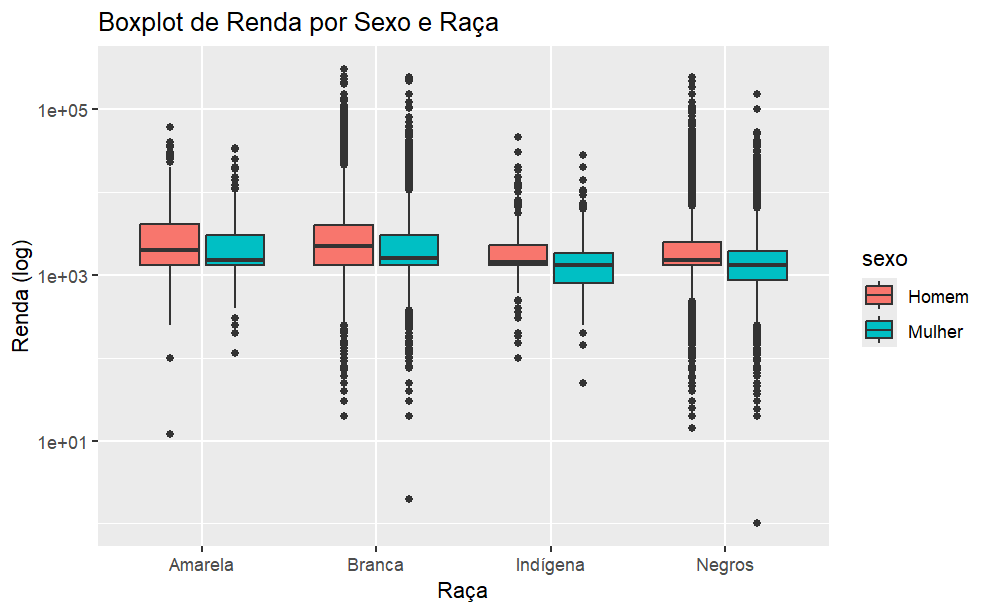 Boxplot de Renda por Sexo e Raça
1e+05
1e+03
1e+01
Renda (log)
Amarela
Branca
Indígena
Negros
Raça
sexo
Homem
Mulher